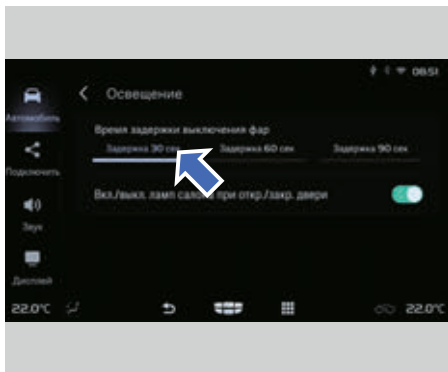 08:51
Освещение
Автомобиль
Время задержки выключения фар
Задержка 30 сек Задержка 60 сек Задержка 90 сек
Подключить
Вкл./выкл. ламп салона при откр./закр. двери
Звук
Дисплей
22.0°C 22.0°C